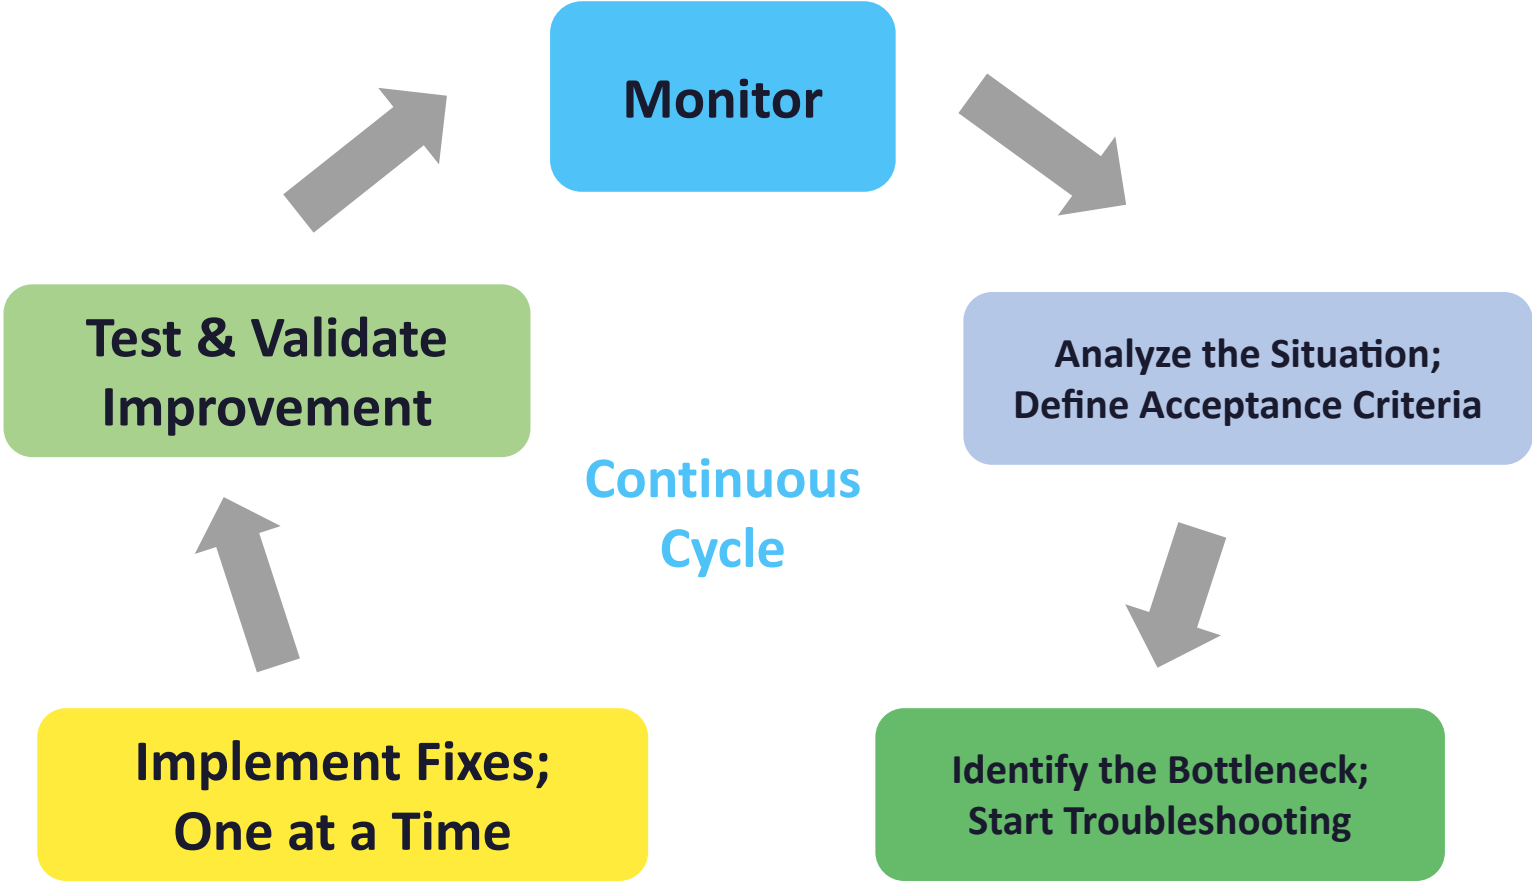 Monitor
Test & Validate
Improvement
Analyze the Situation;
Define Acceptance Criteria
Continuous
Cycle
Implement Fixes;
One at a Time
Identify the Bottleneck;
Start Troubleshooting